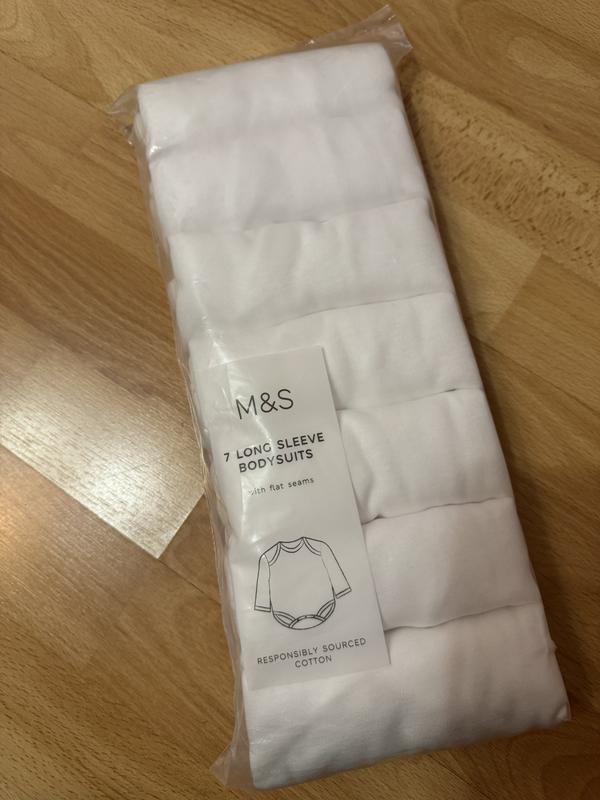 M&S
7 LONG SLEEVE
BODYSUITS
with flat seams
RESPONSIBLY SOURCED
COTTON